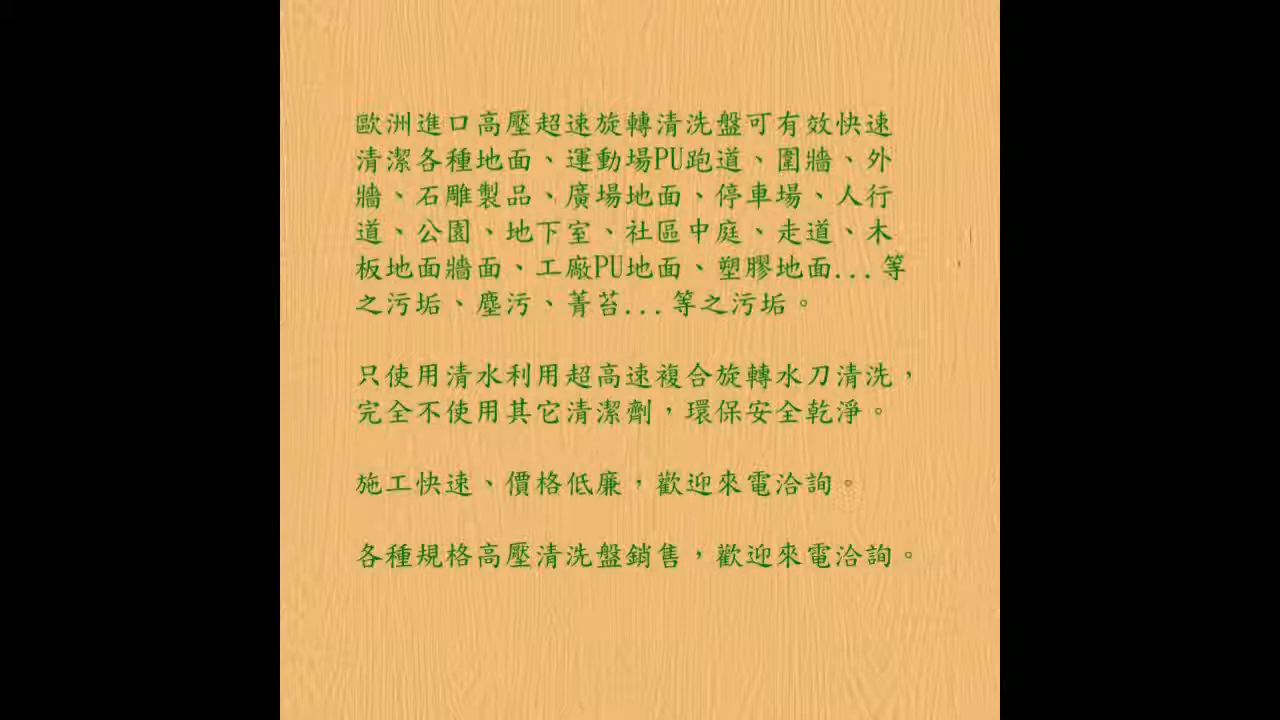 歐洲進口高壓超速旋轉清洗盤可有效快速
清潔各種地面、運動場PU跑道、圍牆、外
牆、石雕製品、廣場地面、停車場、人行
道、公園、地下室、社區中庭、走道、木
板地面牆面、工廠PU地面、塑膠地面...等
之污垢、塵污、菁苔...等之污垢。
只使用清水利用超高速複合旋轉水刀清洗，
完全不使用其它清潔劑，環保安全乾淨。
施工快速、價格低廉，歡迎來電洽詢。
各種規格高壓清洗盤銷售，歡迎來電洽詢。